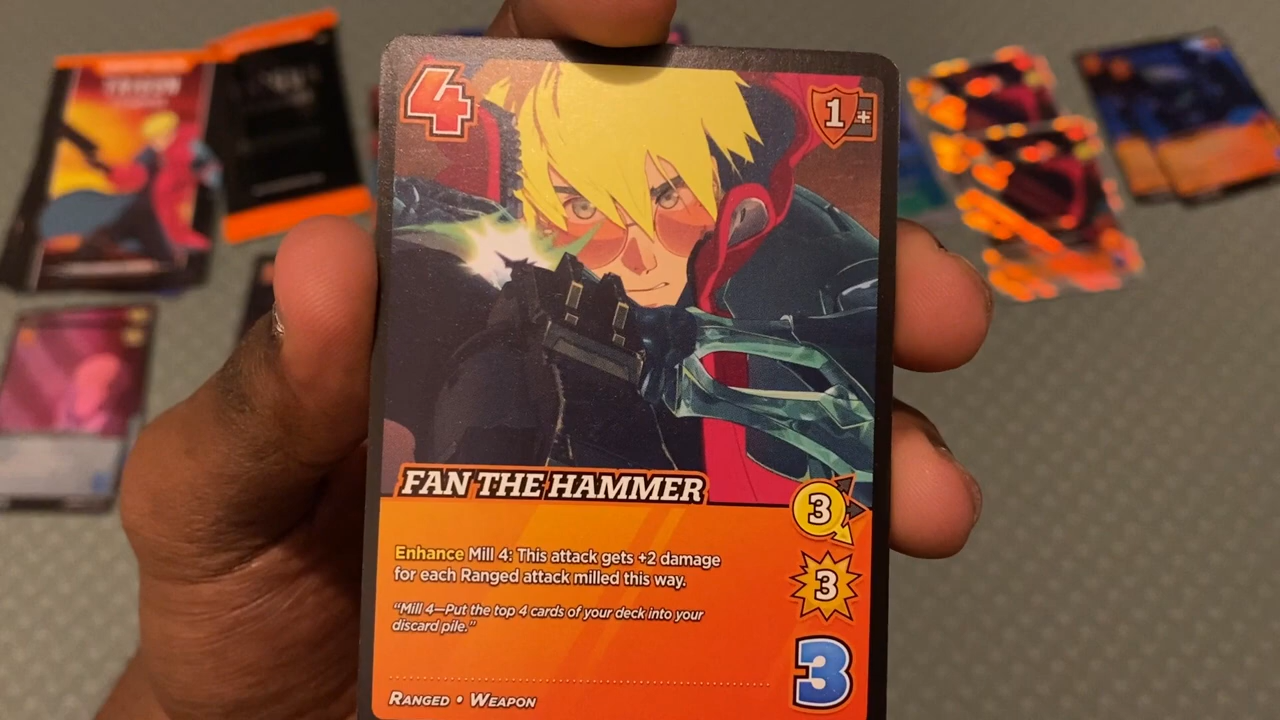 TRIGUN
4
1+
FAN THE HAMMER
3
Enhance Mill 4: This attack gets +2 damage
for each Ranged attack milled this way.
3
"Mill 4—Put the top 4 cards of your deck into your
discard pile."
3
RANGED • WEAPON